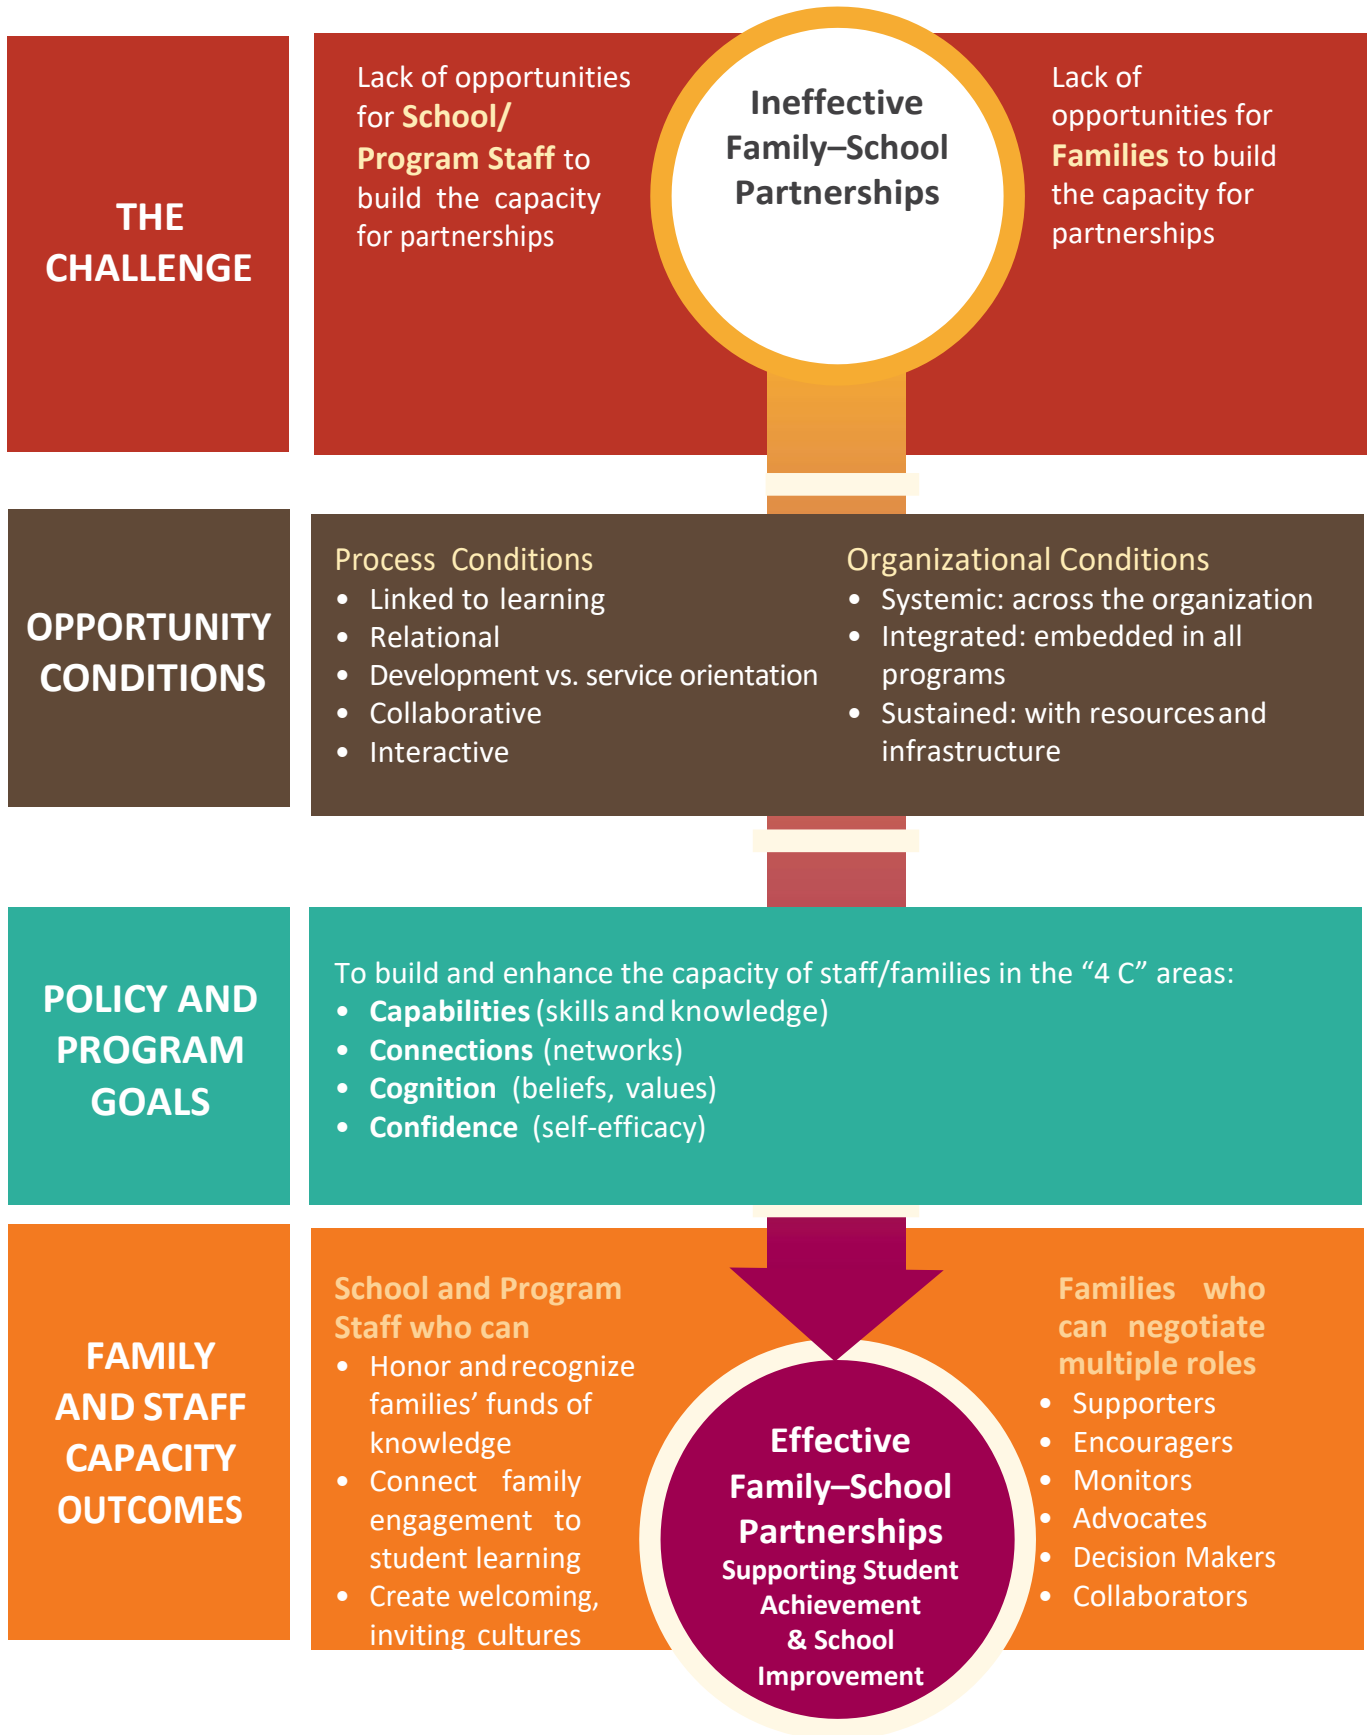 THE
CHALLENGE
Lack of opportunities
for School/
Program Staff to
build the capacity
for partnerships
Ineffective
Family–School
Partnerships
Lack of
opportunities for
Families to build
the capacity for
partnerships
OPPORTUNITY
CONDITIONS
Process Conditions
• Linked to learning
• Relational
• Development vs. service orientation
• Collaborative
• Interactive
Organizational Conditions
• Systemic: across the organization
• Integrated: embedded in all
programs
• Sustained: with resources and
infrastructure
POLICY AND
PROGRAM
GOALS
To build and enhance the capacity of staff/families in the “4 C” areas:
• Capabilities (skills and knowledge)
• Connections (networks)
• Cognition (beliefs, values)
• Confidence (self-efficacy)
FAMILY
AND STAFF
CAPACITY
OUTCOMES
School and Program
Staff who can
• Honor and recognize
families’ funds of
knowledge
• Connect family
engagement to
student learning
• Create welcoming,
inviting cultures
Effective
Family–School
Partnerships
Supporting Student
Achievement
& School
Improvement
Families who
can negotiate
multiple roles
• Supporters
• Encouragers
• Monitors
• Advocates
• Decision Makers
• Collaborators